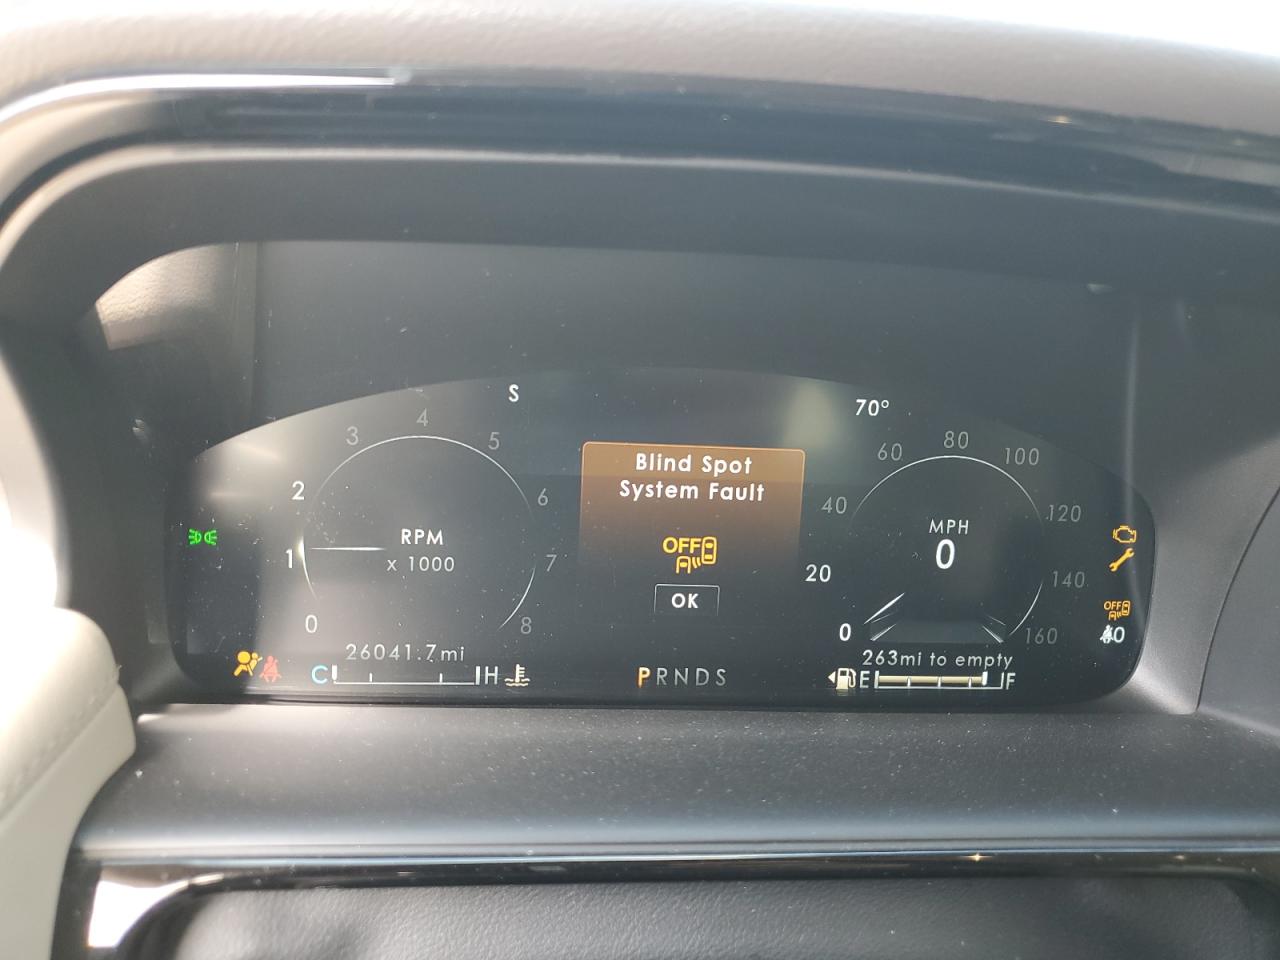 S
70°
4
3
5
2
6
RPM
x 1000
1
7
0
8
26041.7mi
C
H
Blind Spot
System Fault
OFF
OK
PRNDS
80
60
100
40
120
MPH
0
20
140
0
160
263mi to empty
E
F
OFF
0